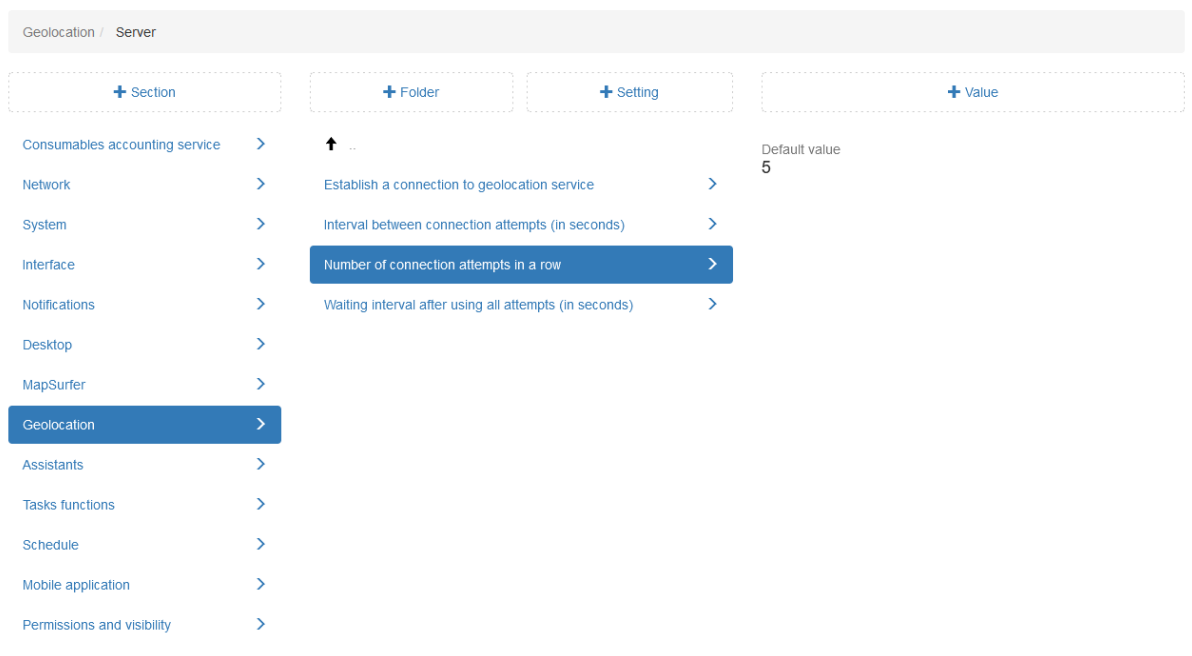 Geolocation / Server
+ Section
+ Folder
+ Setting
+ Value
Consumables accounting service
Network
System
Interface
Notifications
Desktop
MapSurfer
Geolocation
Assistants
Tasks functions
Schedule
Mobile application
Permissions and visibility
..
Establish a connection to geolocation service
Interval between connection attempts (in seconds)
Number of connection attempts in a row
Waiting interval after using all attempts (in seconds)
Default value
5